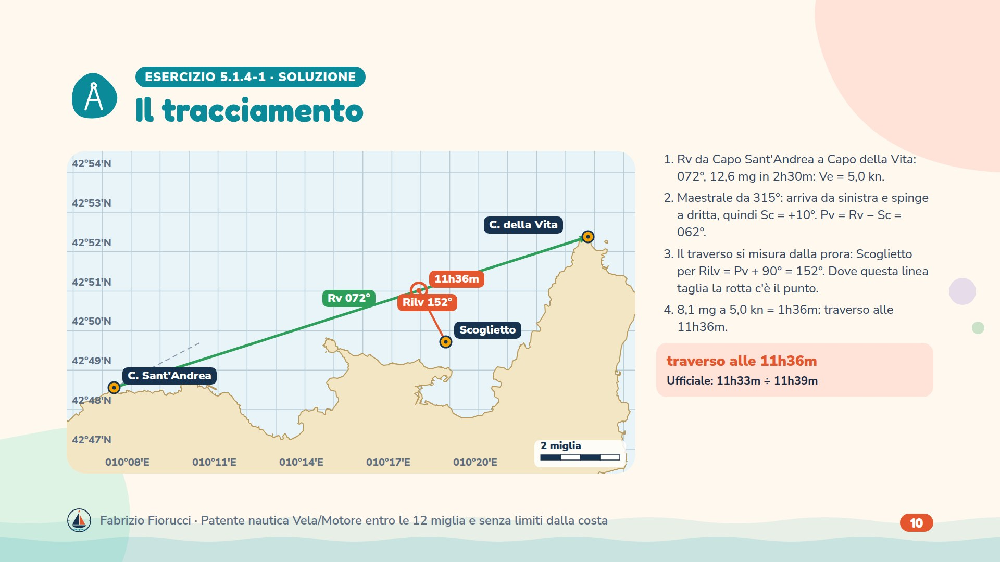 ESERCIZIO 5.1.4-1 · SOLUZIONE
Il tracciamento
42°54'N
42°53'N
42°52'N
42°51'N
42°50'N
42°49'N
42°48'N
42°47'N
010°08'E
010°11'E
010°14'E
010°17'E
010°20'E
C. della Vita
11h36m
Rv 072°
Rilv 152°
Scoglietto
C. Sant'Andrea
2 miglia
1. Rv da Capo Sant'Andrea a Capo della Vita:
072°, 12,6 mg in 2h30m: Ve = 5,0 kn.
2. Maestrale da 315°: arriva da sinistra e spinge
a dritta, quindi Sc = +10°. Pv = Rv − Sc =
062°.
3. Il traverso si misura dalla prora: Scoglietto
per Rilv = Pv + 90° = 152°. Dove questa linea
taglia la rotta c'è il punto.
4. 8,1 mg a 5,0 kn = 1h36m: traverso alle
11h36m.
traverso alle 11h36m
Ufficiale: 11h33m ÷ 11h39m
Fabrizio Fiorucci · Patente nautica Vela/Motore entro le 12 miglia e senza limiti dalla costa
10